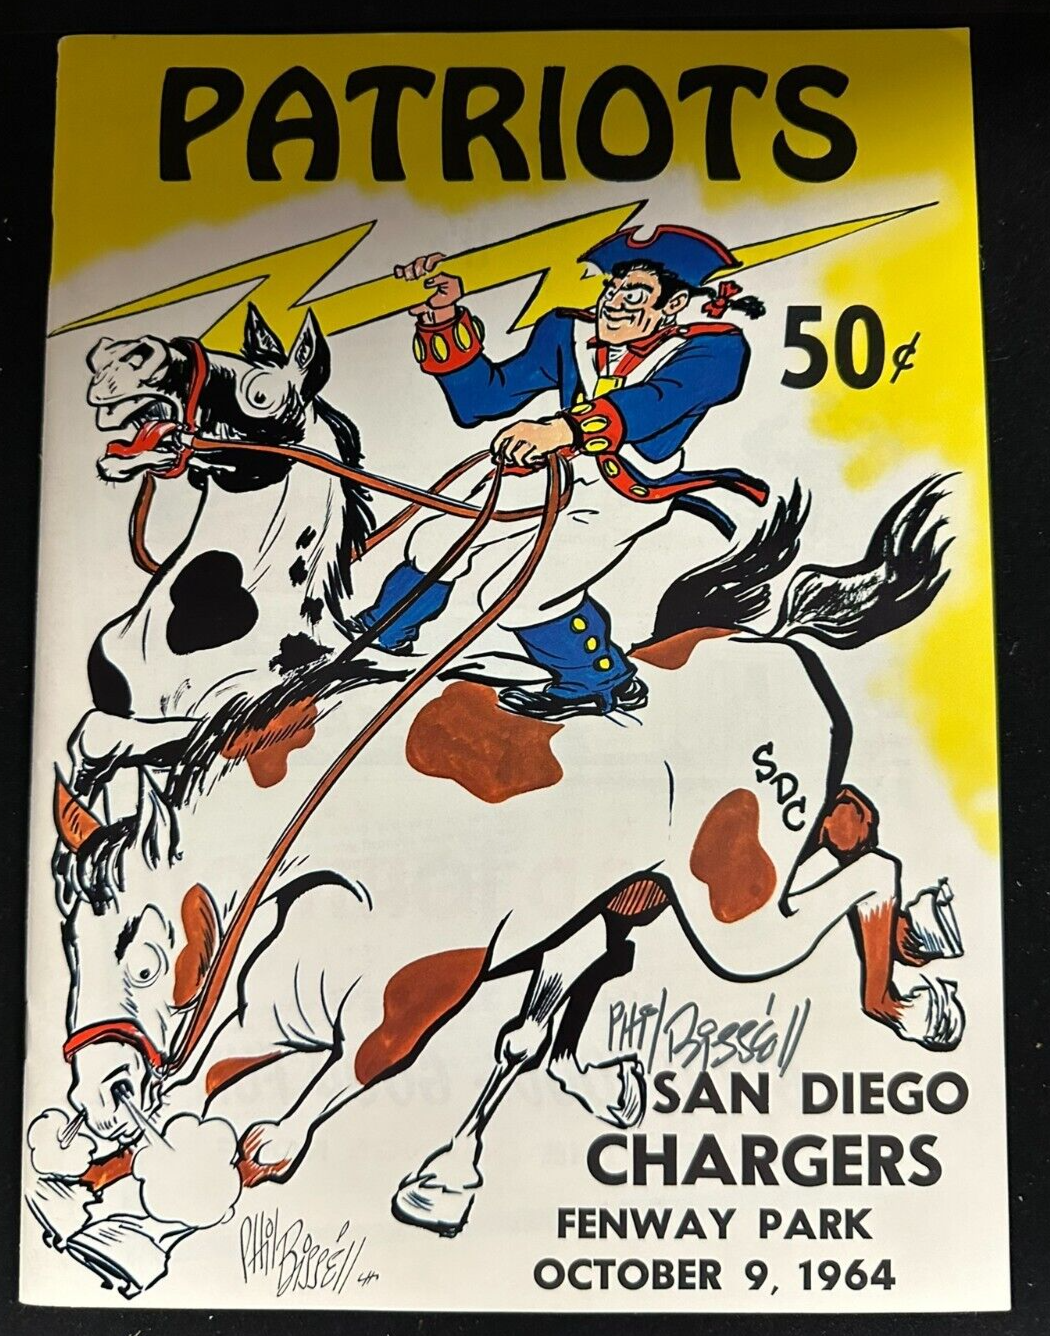 PATRIOTS
50¢
SDC
Phil Bissell
SAN DIEGO
CHARGERS
FENWAY PARK
OCTOBER 9, 1964
Phil Bissell